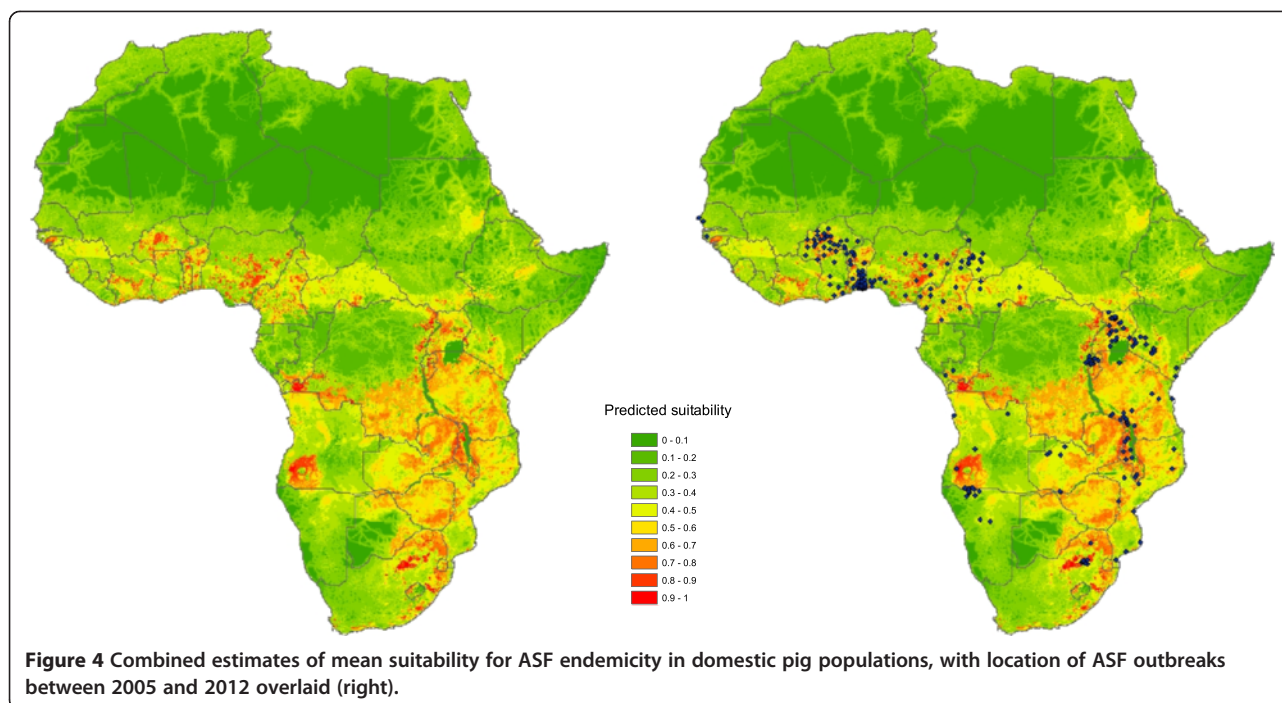 Predicted suitability
0 - 0.1
0.1 - 0.2
0.2 - 0.3
0.3 - 0.4
0.4 - 0.5
0.5 - 0.6
0.6 - 0.7
0.7 - 0.8
0.8 - 0.9
0.9 - 1
Figure 4 Combined estimates of mean suitability for ASF endemicity in domestic pig populations, with location of ASF outbreaks
between 2005 and 2012 overlaid (right).